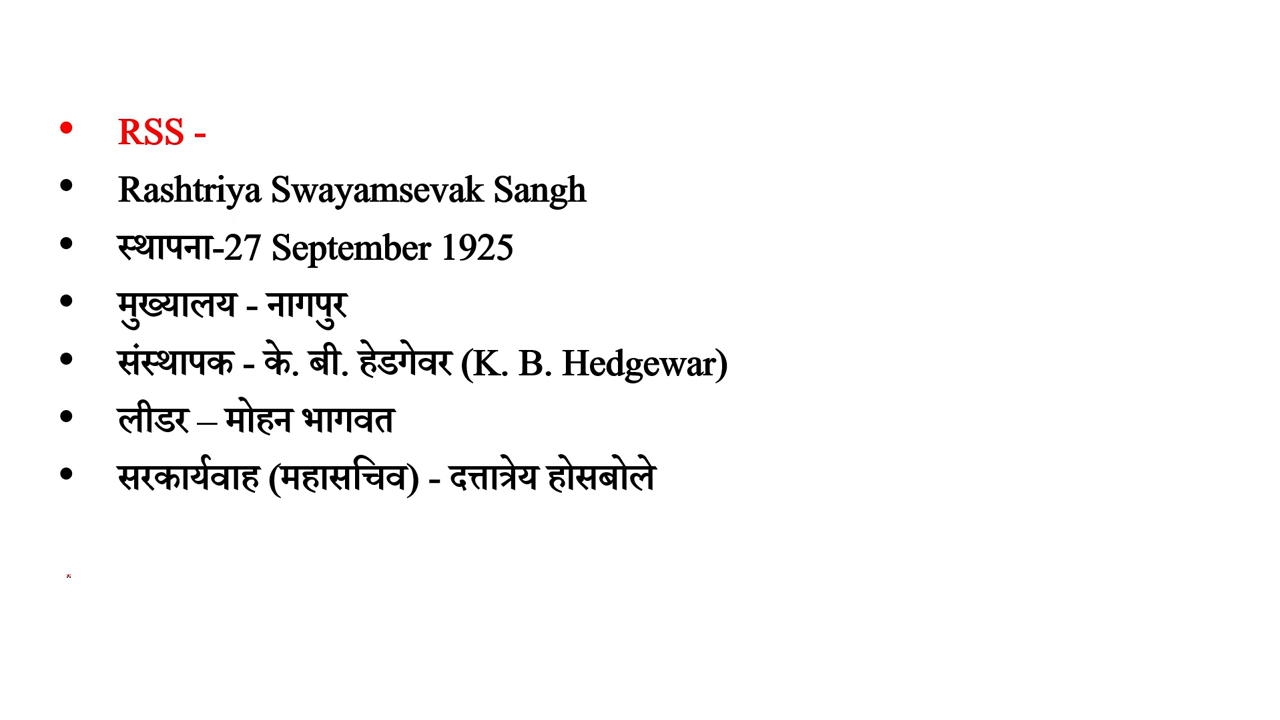 • RSS -
• Rashtriya Swayamsevak Sangh
• स्थापना-27 September 1925
• मुख्यालय - नागपुर
• संस्थापक - के. बी. हेडगेवर (K. B. Hedgewar)
• लीडर – मोहन भागवत
• सरकार्यवाह (महासचिव) - दत्तात्रेय होसबोले